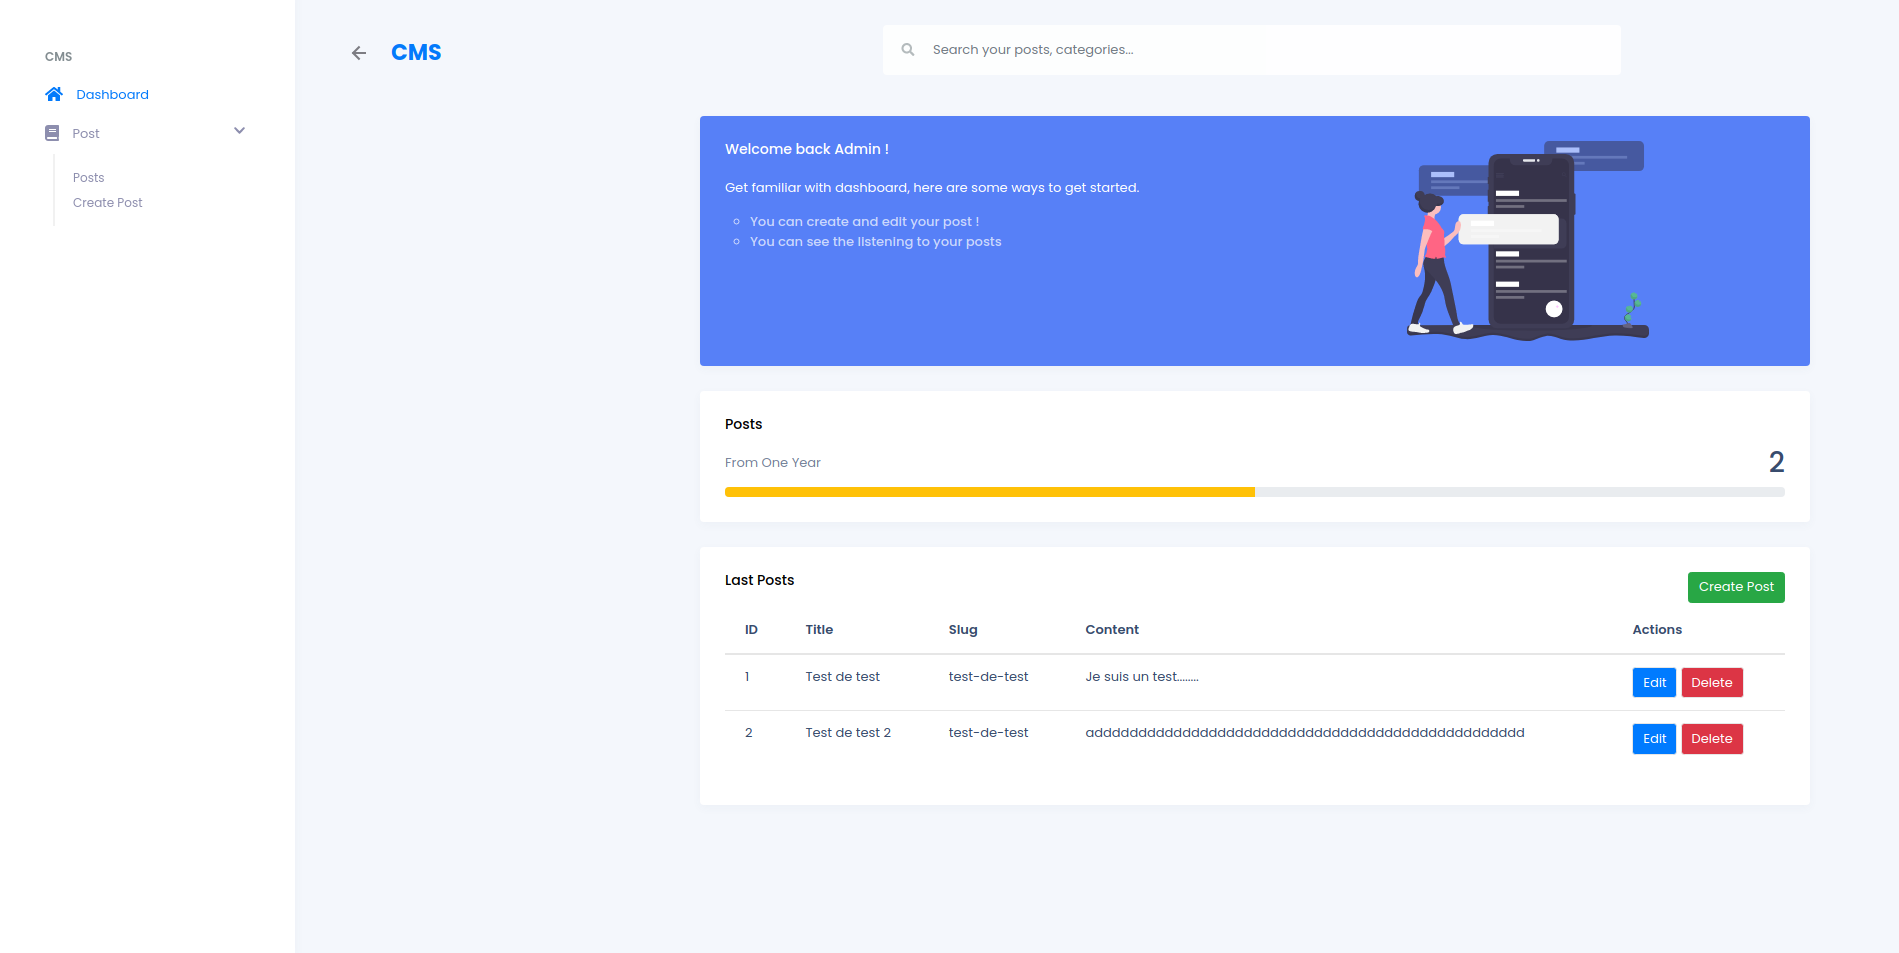 CMS
Dashboard
Post
Posts
Create Post
CMS
Search your posts, categories...
Welcome back Admin !
Get familiar with dashboard, here are some ways to get started.
You can create and edit your post !
You can see the listening to your posts
Posts
From One Year
2
Last Posts
Create Post
ID Title Slug Content Actions
1 Test de test test-de-test Je suis un test........ Edit Delete
2 Test de test 2 test-de-test Edit Delete